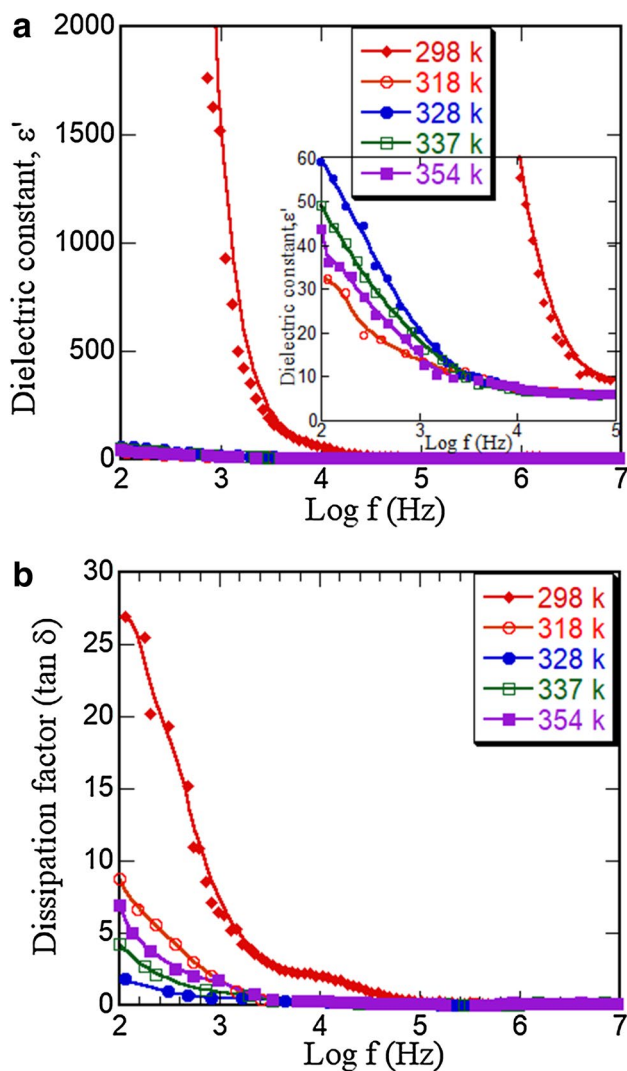 a
2000
1500
1000
500
0
Dielectric constant, ε'
2 3 4 5 6 7
Log f (Hz)
298 k
318 k
328 k
337 k
354 k
60
50
40
30
20
10
0
Dielectric constant,ε'
2 3 4 5
Log f (Hz)
b
30
25
20
15
10
5
0
Dissipation factor (tan δ)
298 k
318 k
328 k
337 k
354 k
2 3 4 5 6 7
Log f (Hz)